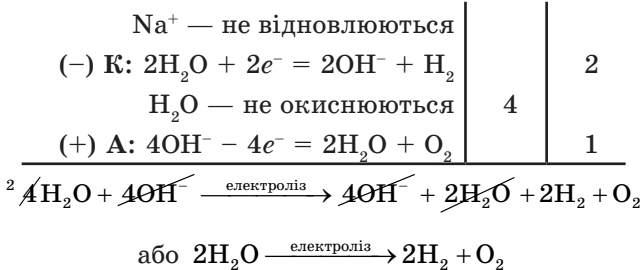 Na⁺ — не відновлюються
(−) К: 2H₂O + 2e⁻ = 2OH⁻ + H₂ 2
H₂O — не окиснюються 4
(+) А: 4OH⁻ − 4e⁻ = 2H₂O + O₂ 1
² 4H₂O + 4OH⁻ —електроліз→ 4OH⁻ + 2H₂O + 2H₂ + O₂
або 2H₂O —електроліз→ 2H₂ + O₂